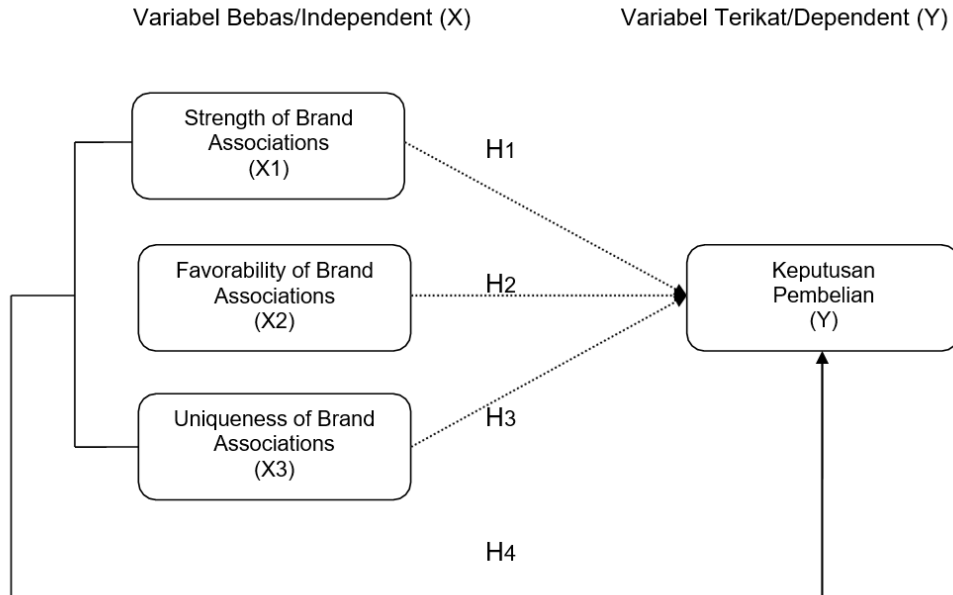 Variabel Bebas/Independent (X)
Variabel Terikat/Dependent (Y)
Strength of Brand
Associations
(X1)
H1
Favorability of Brand
Associations
(X2)
H2
Keputusan
Pembelian
(Y)
Uniqueness of Brand
Associations
(X3)
H3
H4